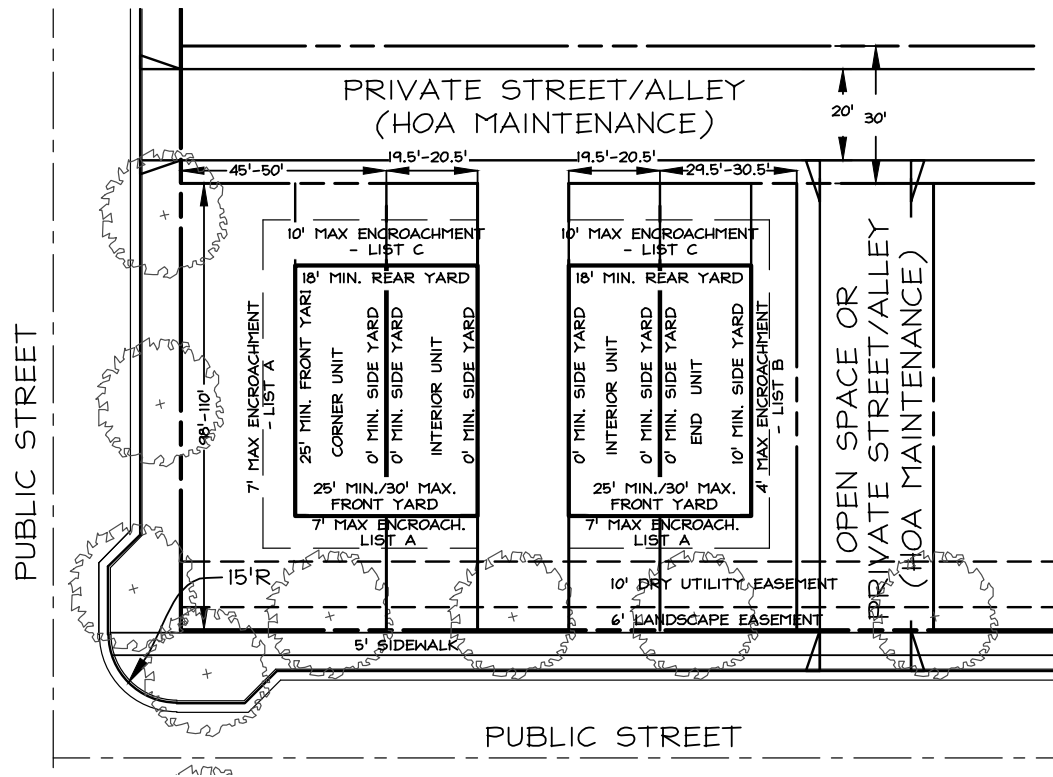 PRIVATE STREET/ALLEY
(HOA MAINTENANCE)
20'
30'
45'-50'
19.5'-20.5'
19.5'-20.5'
29.5'-30.5'
10' MAX ENCROACHMENT
- LIST C
10' MAX ENCROACHMENT
- LIST C
18' MIN. REAR YARD
18' MIN. REAR YARD
7' MAX ENCROACHMENT
- LIST A
25' MIN. FRONT YARI
CORNER UNIT
0' MIN. SIDE YARD
0' MIN. SIDE YARD
INTERIOR UNIT
0' MIN. SIDE YARD
0' MIN. SIDE YARD
INTERIOR UNIT
0' MIN. SIDE YARD
0' MIN. SIDE YARD
END UNIT
10' MIN. SIDE YARD
4' MAX ENCROACHMENT
- LIST B
98'-110'
25' MIN./30' MAX.
FRONT YARD
25' MIN./30' MAX.
FRONT YARD
7' MAX ENCROACH.
LIST A
7' MAX ENCROACH.
LIST A
OPEN SPACE OR
PRIVATE STREET/ALLEY
(HOA MAINTENANCE)
PUBLIC STREET
15'R
10' DRY UTILITY EASEMENT
6' LANDSCAPE EASEMENT
5' SIDEWALK
PUBLIC STREET